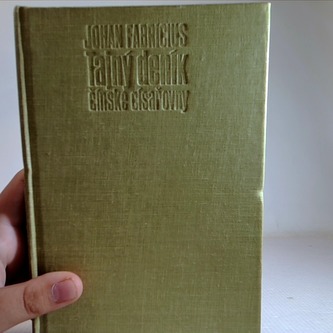 JOHAN FABRICIUS
tajný deník
čínské císařovny